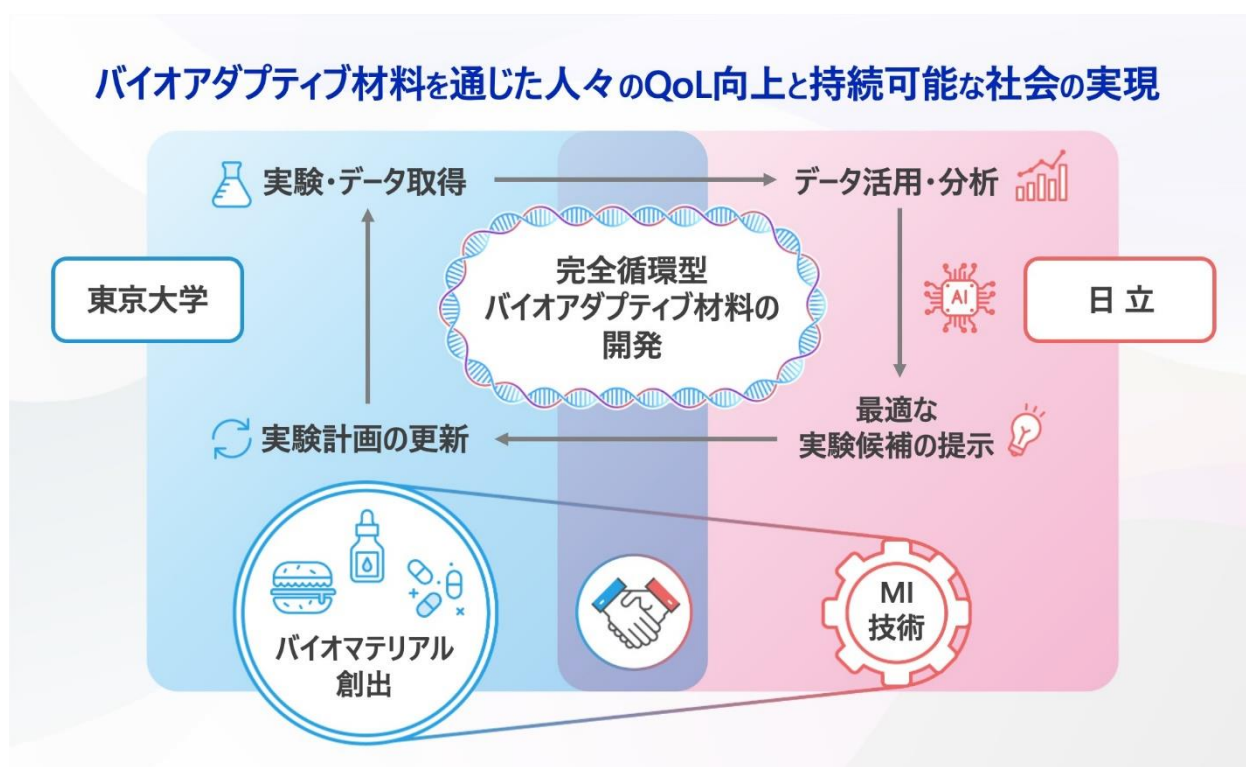 バイオアダプティブ材料を通じた人々のQoL向上と持続可能な社会の実現
実験・データ取得
データ活用・分析
完全循環型
バイオアダプティブ材料の
開発
東京大学
AI
日立
実験計画の更新
最適な
実験候補の提示
バイオマテリアル
創出
MI
技術